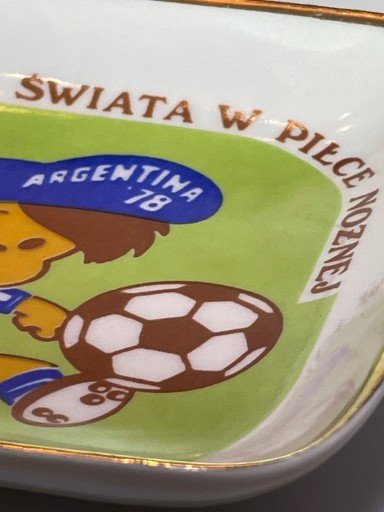 ŚWIATA W PIŁCE NOŻNEJ
ARGENTINA
'78